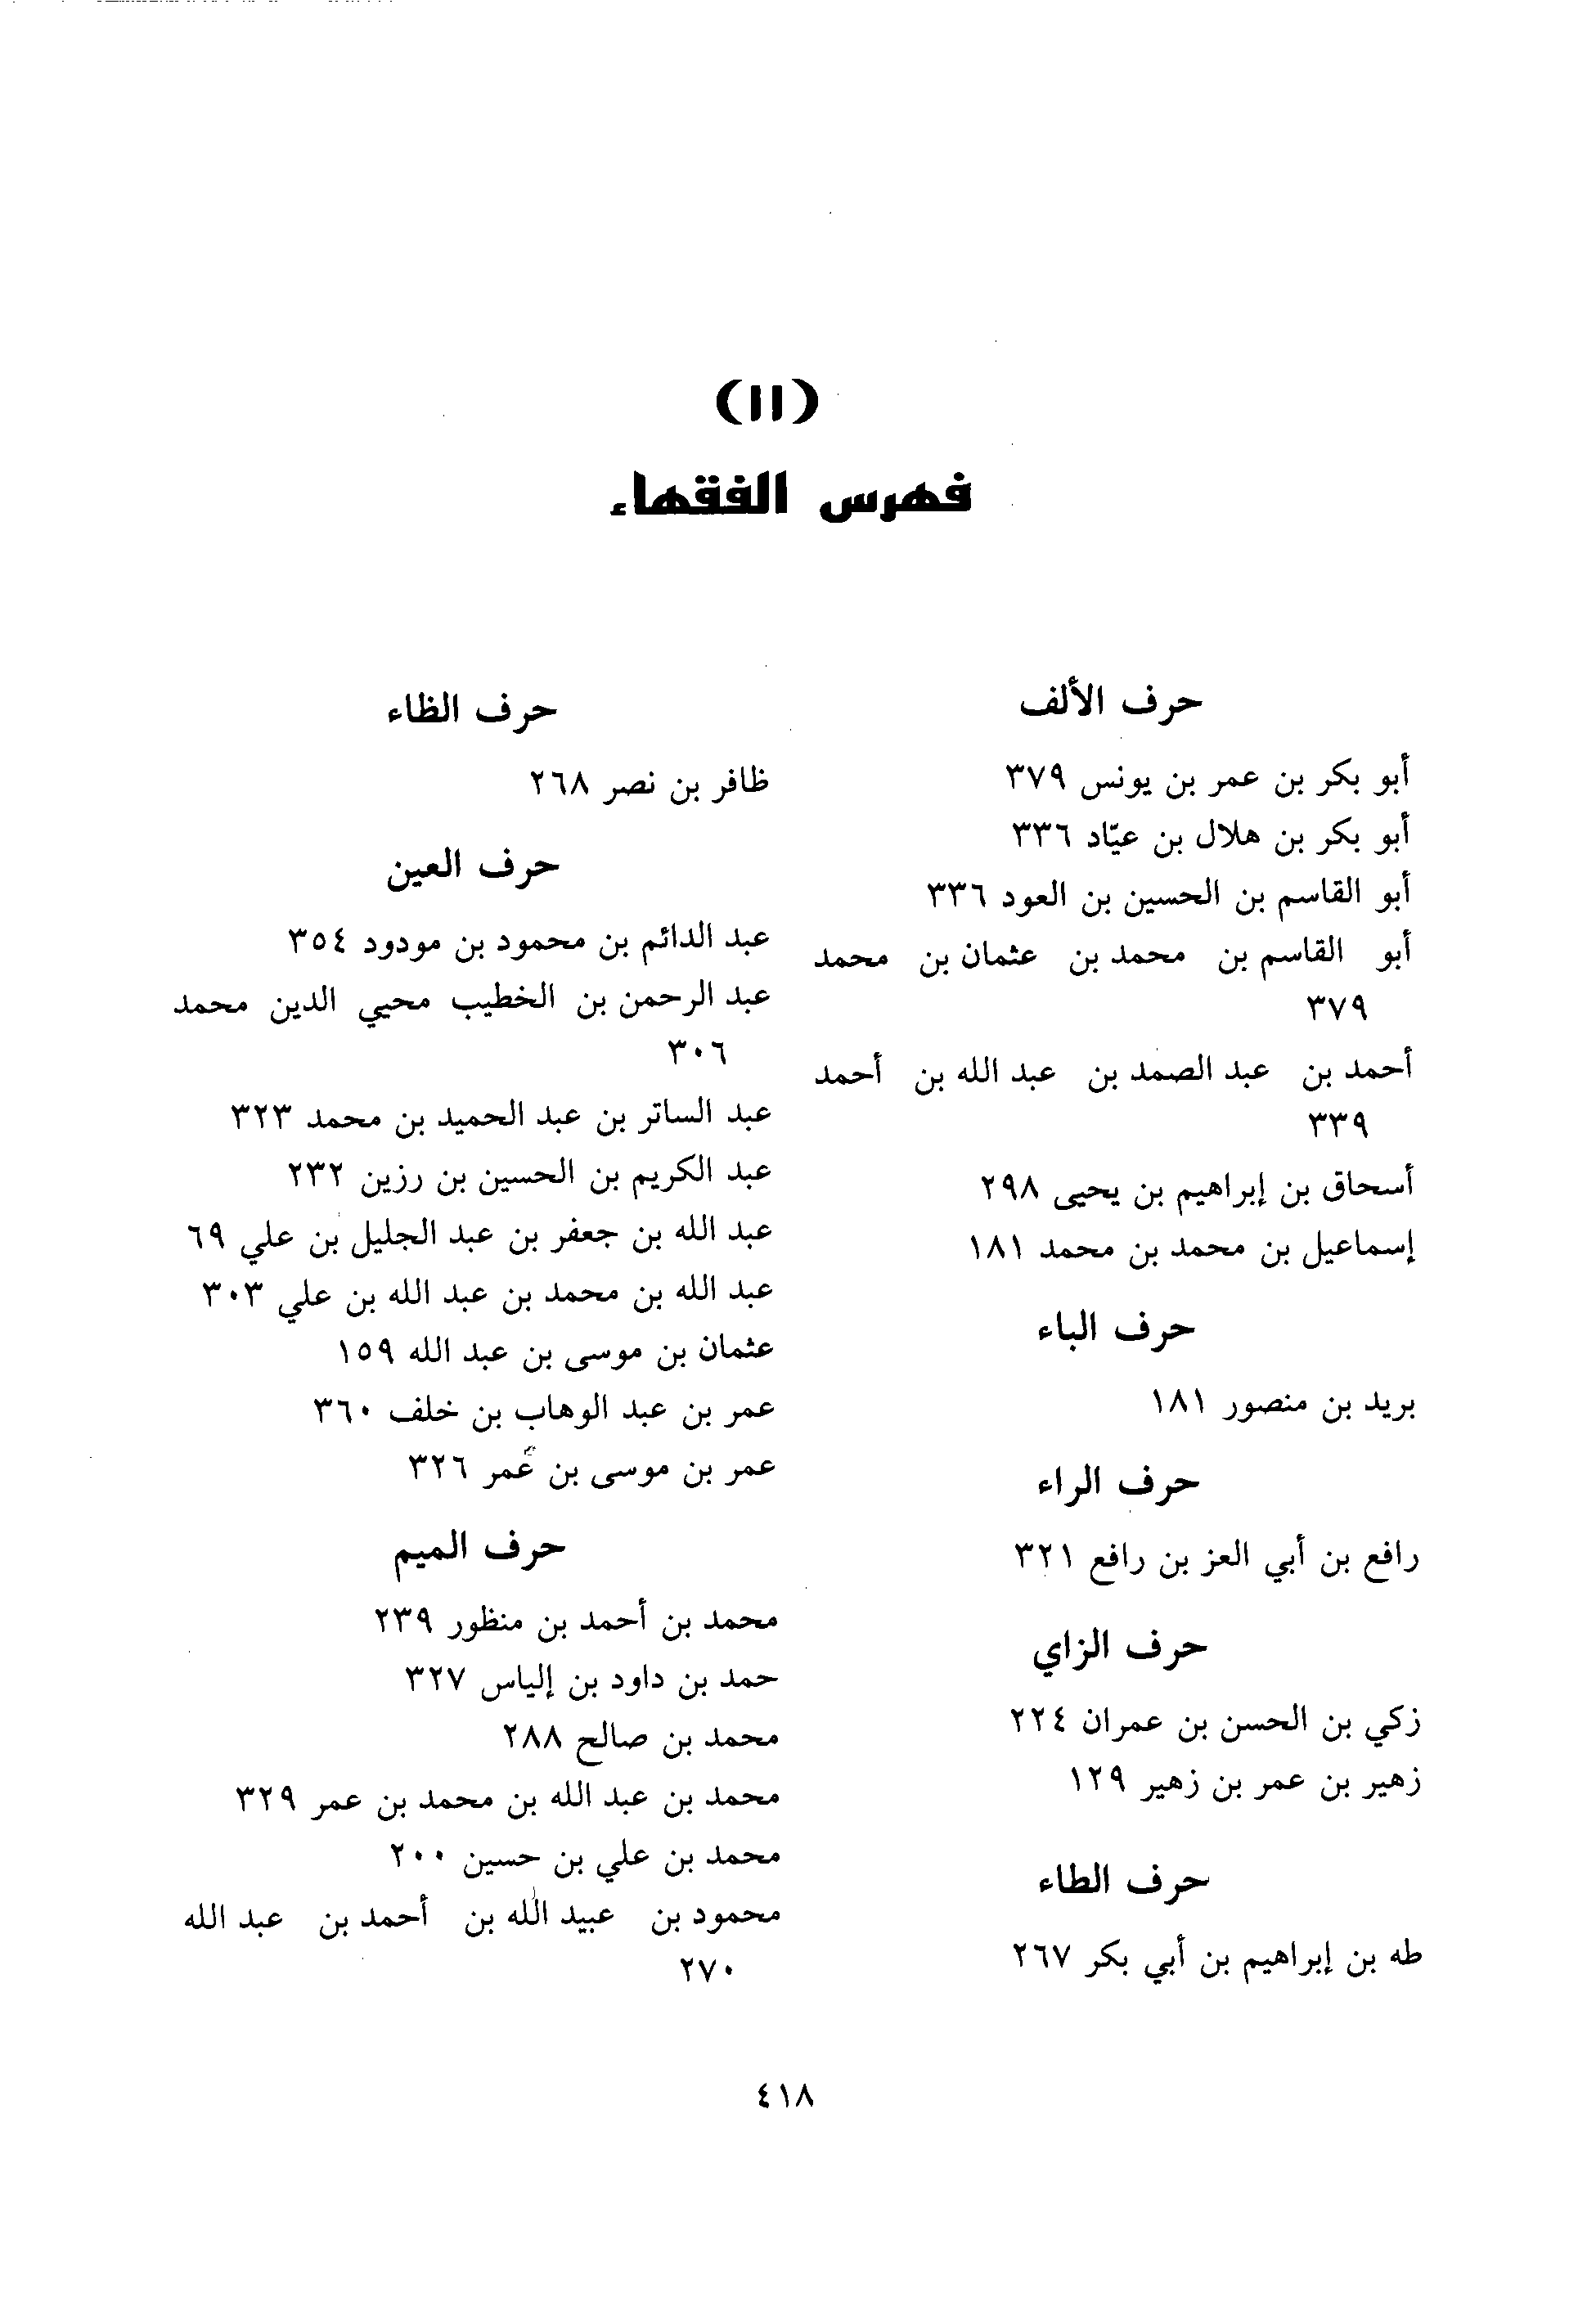 (١١)
فهرس الفقهاء
حرف الألف
أبو بكر بن عمر بن يونس ٣٧٩
أبو بكر بن هلال بن عيّاد ٣٣٦
أبو القاسم بن الحسين بن العود ٣٣٦
أبو القاسم بن محمد بن عثمان بن محمد
٣٧٩
أحمد بن عبد الصمد بن عبد الله بن أحمد
٣٣٩
أسحاق بن إبراهيم بن يحيى ٢٩٨
إسماعيل بن محمد بن محمد ١٨١
حرف الباء
بريد بن منصور ١٨١
حرف الراء
رافع بن أبي العز بن رافع ٣٢١
حرف الزاي
زكي بن الحسن بن عمران ٢٢٤
زهير بن عمر بن زهير ١٢٩
حرف الطاء
طه بن إبراهيم بن أبي بكر ٢٦٧
حرف الظاء
ظافر بن نصر ٢٦٨
حرف العين
عبد الدائم بن محمود بن مودود ٣٥٤
عبد الرحمن بن الخطيب محيي الدين محمد
٣٠٦
عبد الساتر بن عبد الحميد بن محمد ٣٢٣
عبد الكريم بن الحسين بن رزين ٢٣٢
عبد الله بن جعفر بن عبد الجليل بن علي ٦٩
عبد الله بن محمد بن عبد الله بن علي ٣٠٣
عثمان بن موسى بن عبد الله ١٥٩
عمر بن عبد الوهاب بن خلف ٣٦٠
عمر بن موسى بن عمر ٣٢٦
حرف الميم
محمد بن أحمد بن منظور ٢٣٩
حمد بن داود بن إلياس ٣٢٧
محمد بن صالح ٢٨٨
محمد بن عبد الله بن محمد بن عمر ٣٢٩
محمد بن علي بن حسين ٢٠٠
محمود بن عبيد الله بن أحمد بن عبد الله
٢٧٠
٤١٨